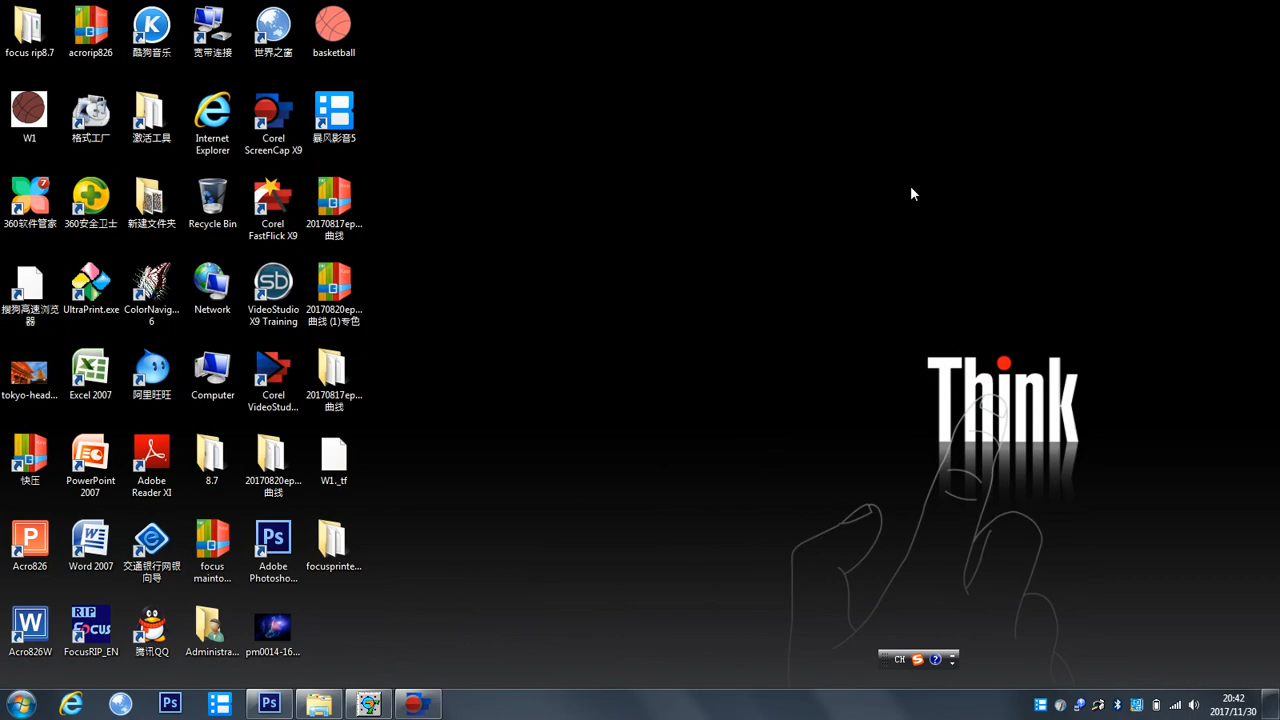 focus rip8.7
acrorip826
酷狗音乐
宽带连接
世界之窗
basketball
W1
格式工厂
激活工具
Internet
Explorer
Corel
ScreenCap X9
暴风影音5
360软件管家
360安全卫士
新建文件夹
Recycle Bin
Corel
FastFlick X9
20170817ep...
曲线
搜狗高速浏览
器
UltraPrint.exe
ColorNavig...
6
Network
VideoStudio
X9 Training
20170820ep...
曲线 (1)专色
tokyo-head...
Excel 2007
阿里旺旺
Computer
Corel
VideoStud...
20170817ep...
曲线
快压
PowerPoint
2007
Adobe
Reader XI
8.7
20170820ep...
曲线
W1._tf
Acro826
Word 2007
交通银行网银
向导
focus
mainto...
Adobe
Photosho...
focusprinte...
Acro826W
FocusRIP_EN
腾讯QQ
Administra...
pm0014-16...
Think
CH
20:42
2017/11/30